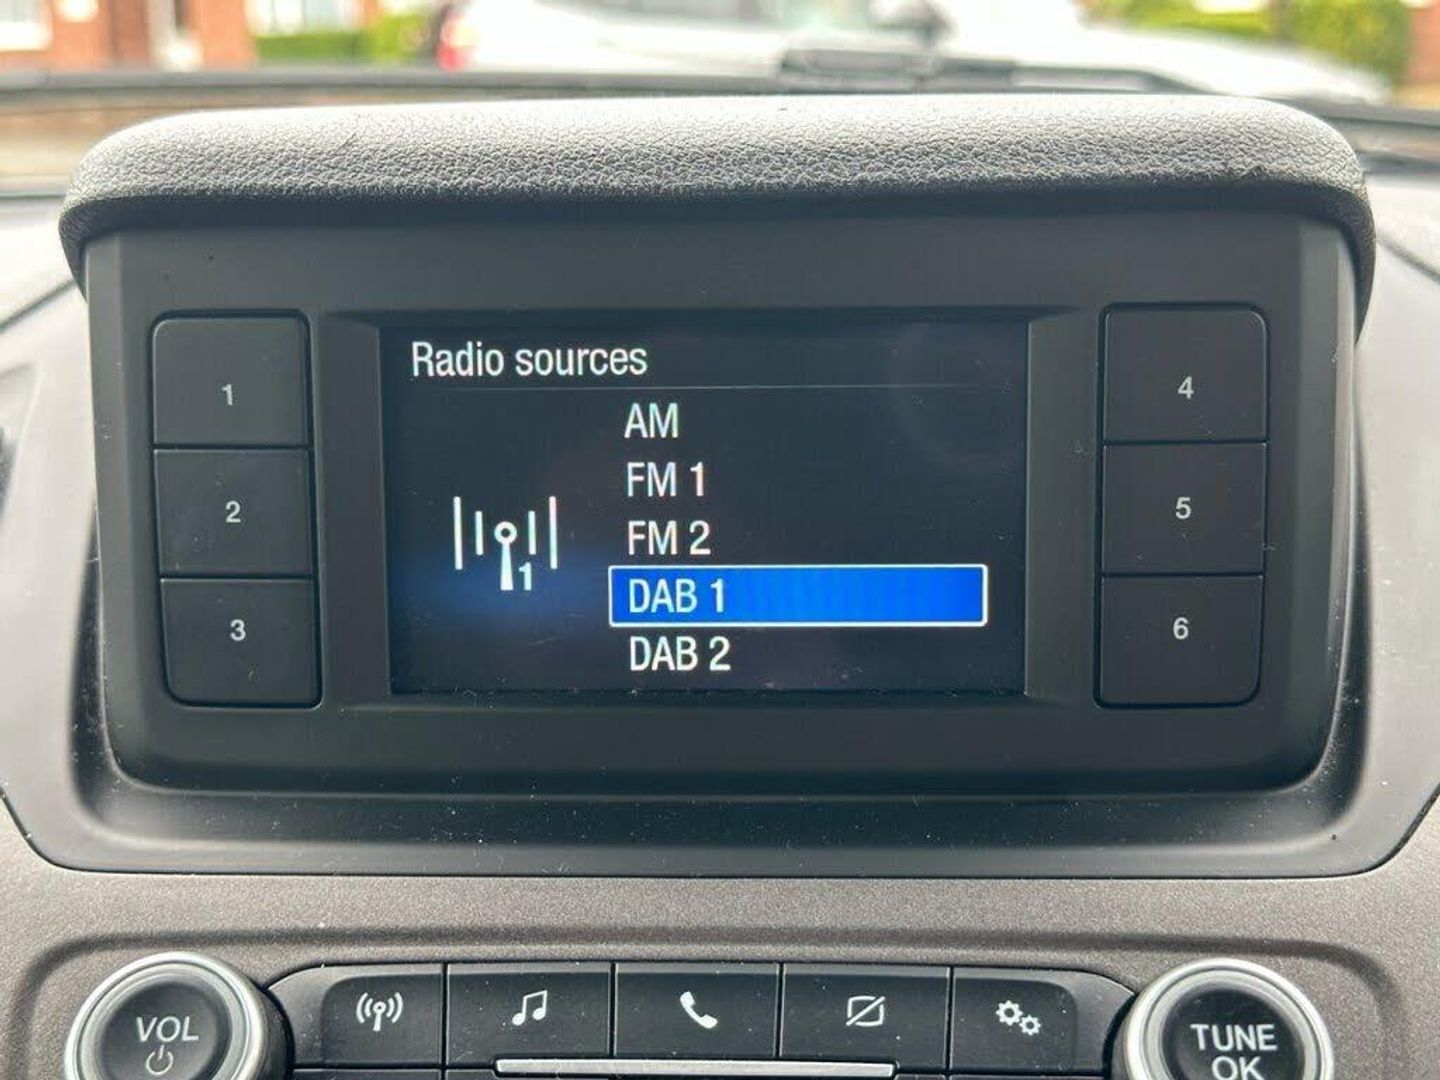 Radio sources
AM
FM 1
FM 2
DAB 1
DAB 2
1
1
2
3
4
5
6
VOL
TUNE
OK